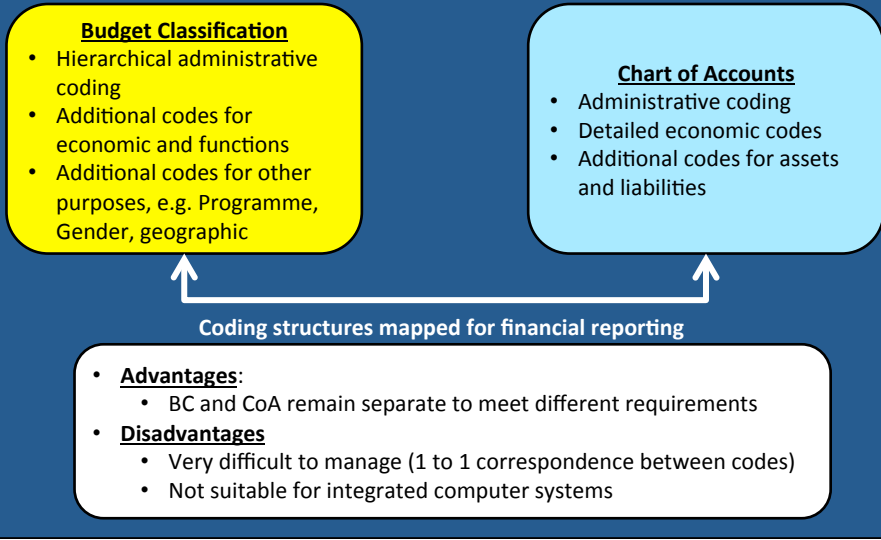 Budget Classification
• Hierarchical administrative
coding
• Additional codes for
economic and functions
• Additional codes for other
purposes, e.g. Programme,
Gender, geographic
Chart of Accounts
• Administrative coding
• Detailed economic codes
• Additional codes for assets
and liabilities
Coding structures mapped for financial reporting
• Advantages:
• BC and CoA remain separate to meet different requirements
• Disadvantages
• Very difficult to manage (1 to 1 correspondence between codes)
• Not suitable for integrated computer systems